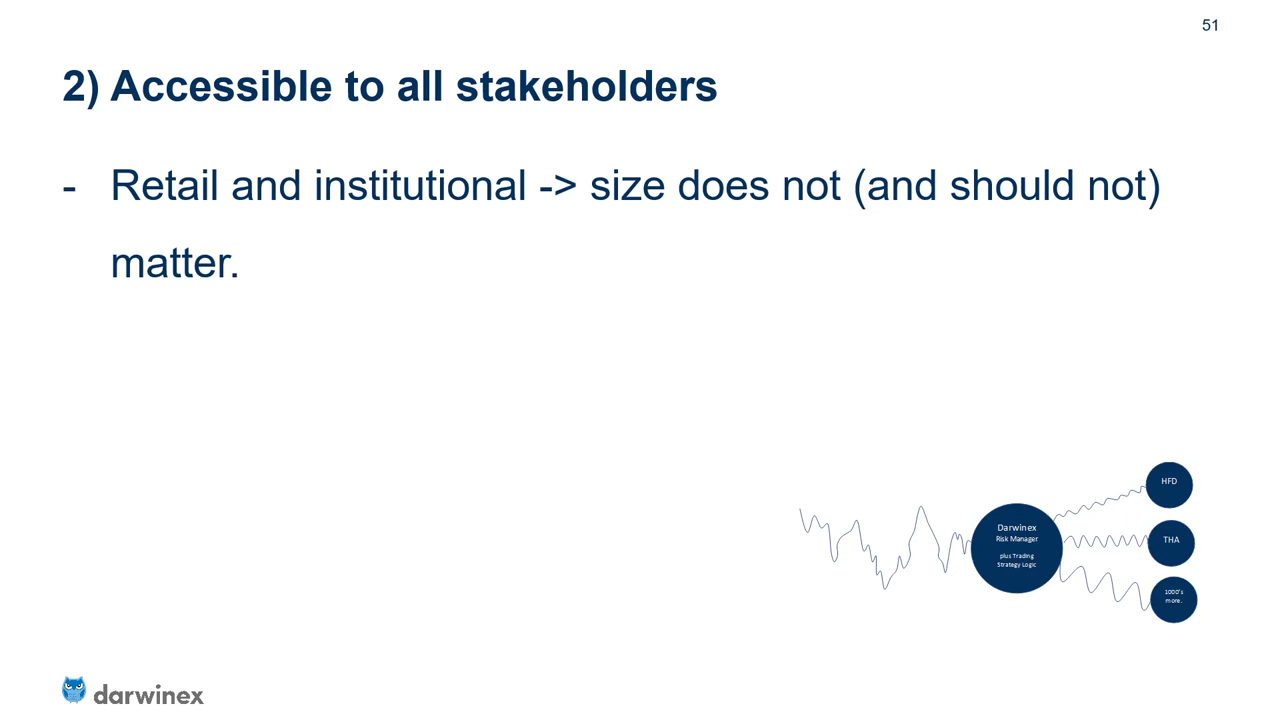 51
2) Accessible to all stakeholders
- Retail and institutional -> size does not (and should not)
matter.
HFD
Darwinex
Risk Manager
plus Trading
Strategy Logic
THA
1000's
more.
darwinex